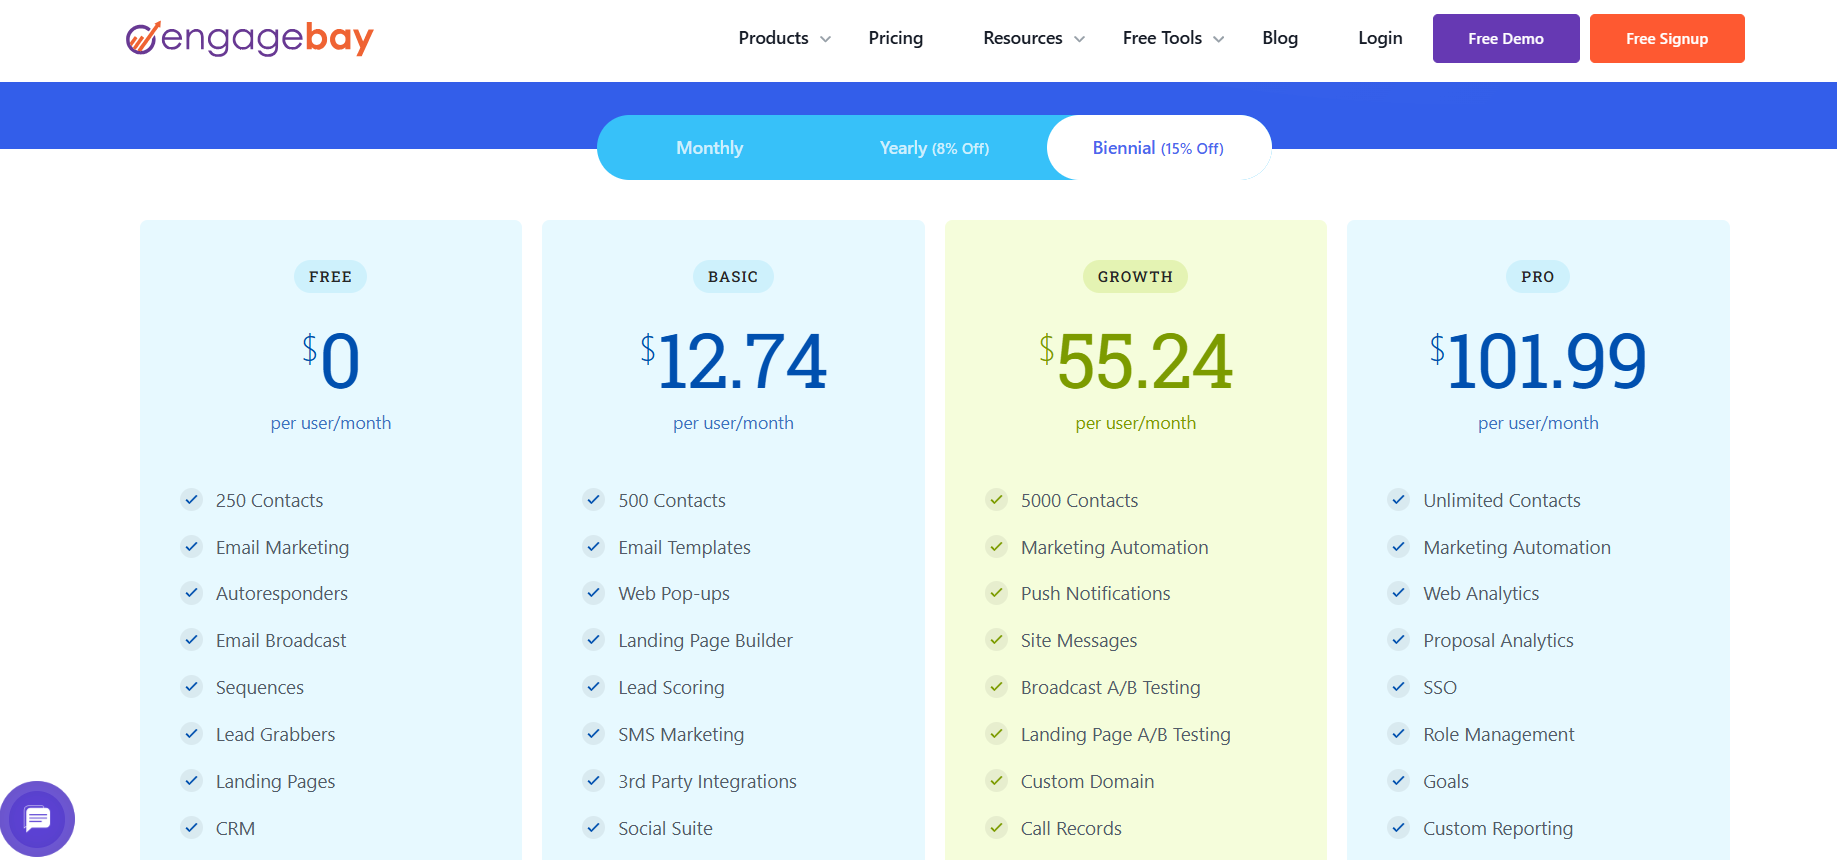 engagebay
Products
Pricing
Resources
Free Tools
Blog
Login
Free Demo
Free Signup
Monthly
Yearly (8% Off)
Biennial (15% Off)
FREE
$0
per user/month
250 Contacts
Email Marketing
Autoresponders
Email Broadcast
Sequences
Lead Grabbers
Landing Pages
CRM
BASIC
$12.74
per user/month
500 Contacts
Email Templates
Web Pop-ups
Landing Page Builder
Lead Scoring
SMS Marketing
3rd Party Integrations
Social Suite
GROWTH
$55.24
per user/month
5000 Contacts
Marketing Automation
Push Notifications
Site Messages
Broadcast A/B Testing
Landing Page A/B Testing
Custom Domain
Call Records
PRO
$101.99
per user/month
Unlimited Contacts
Marketing Automation
Web Analytics
Proposal Analytics
SSO
Role Management
Goals
Custom Reporting